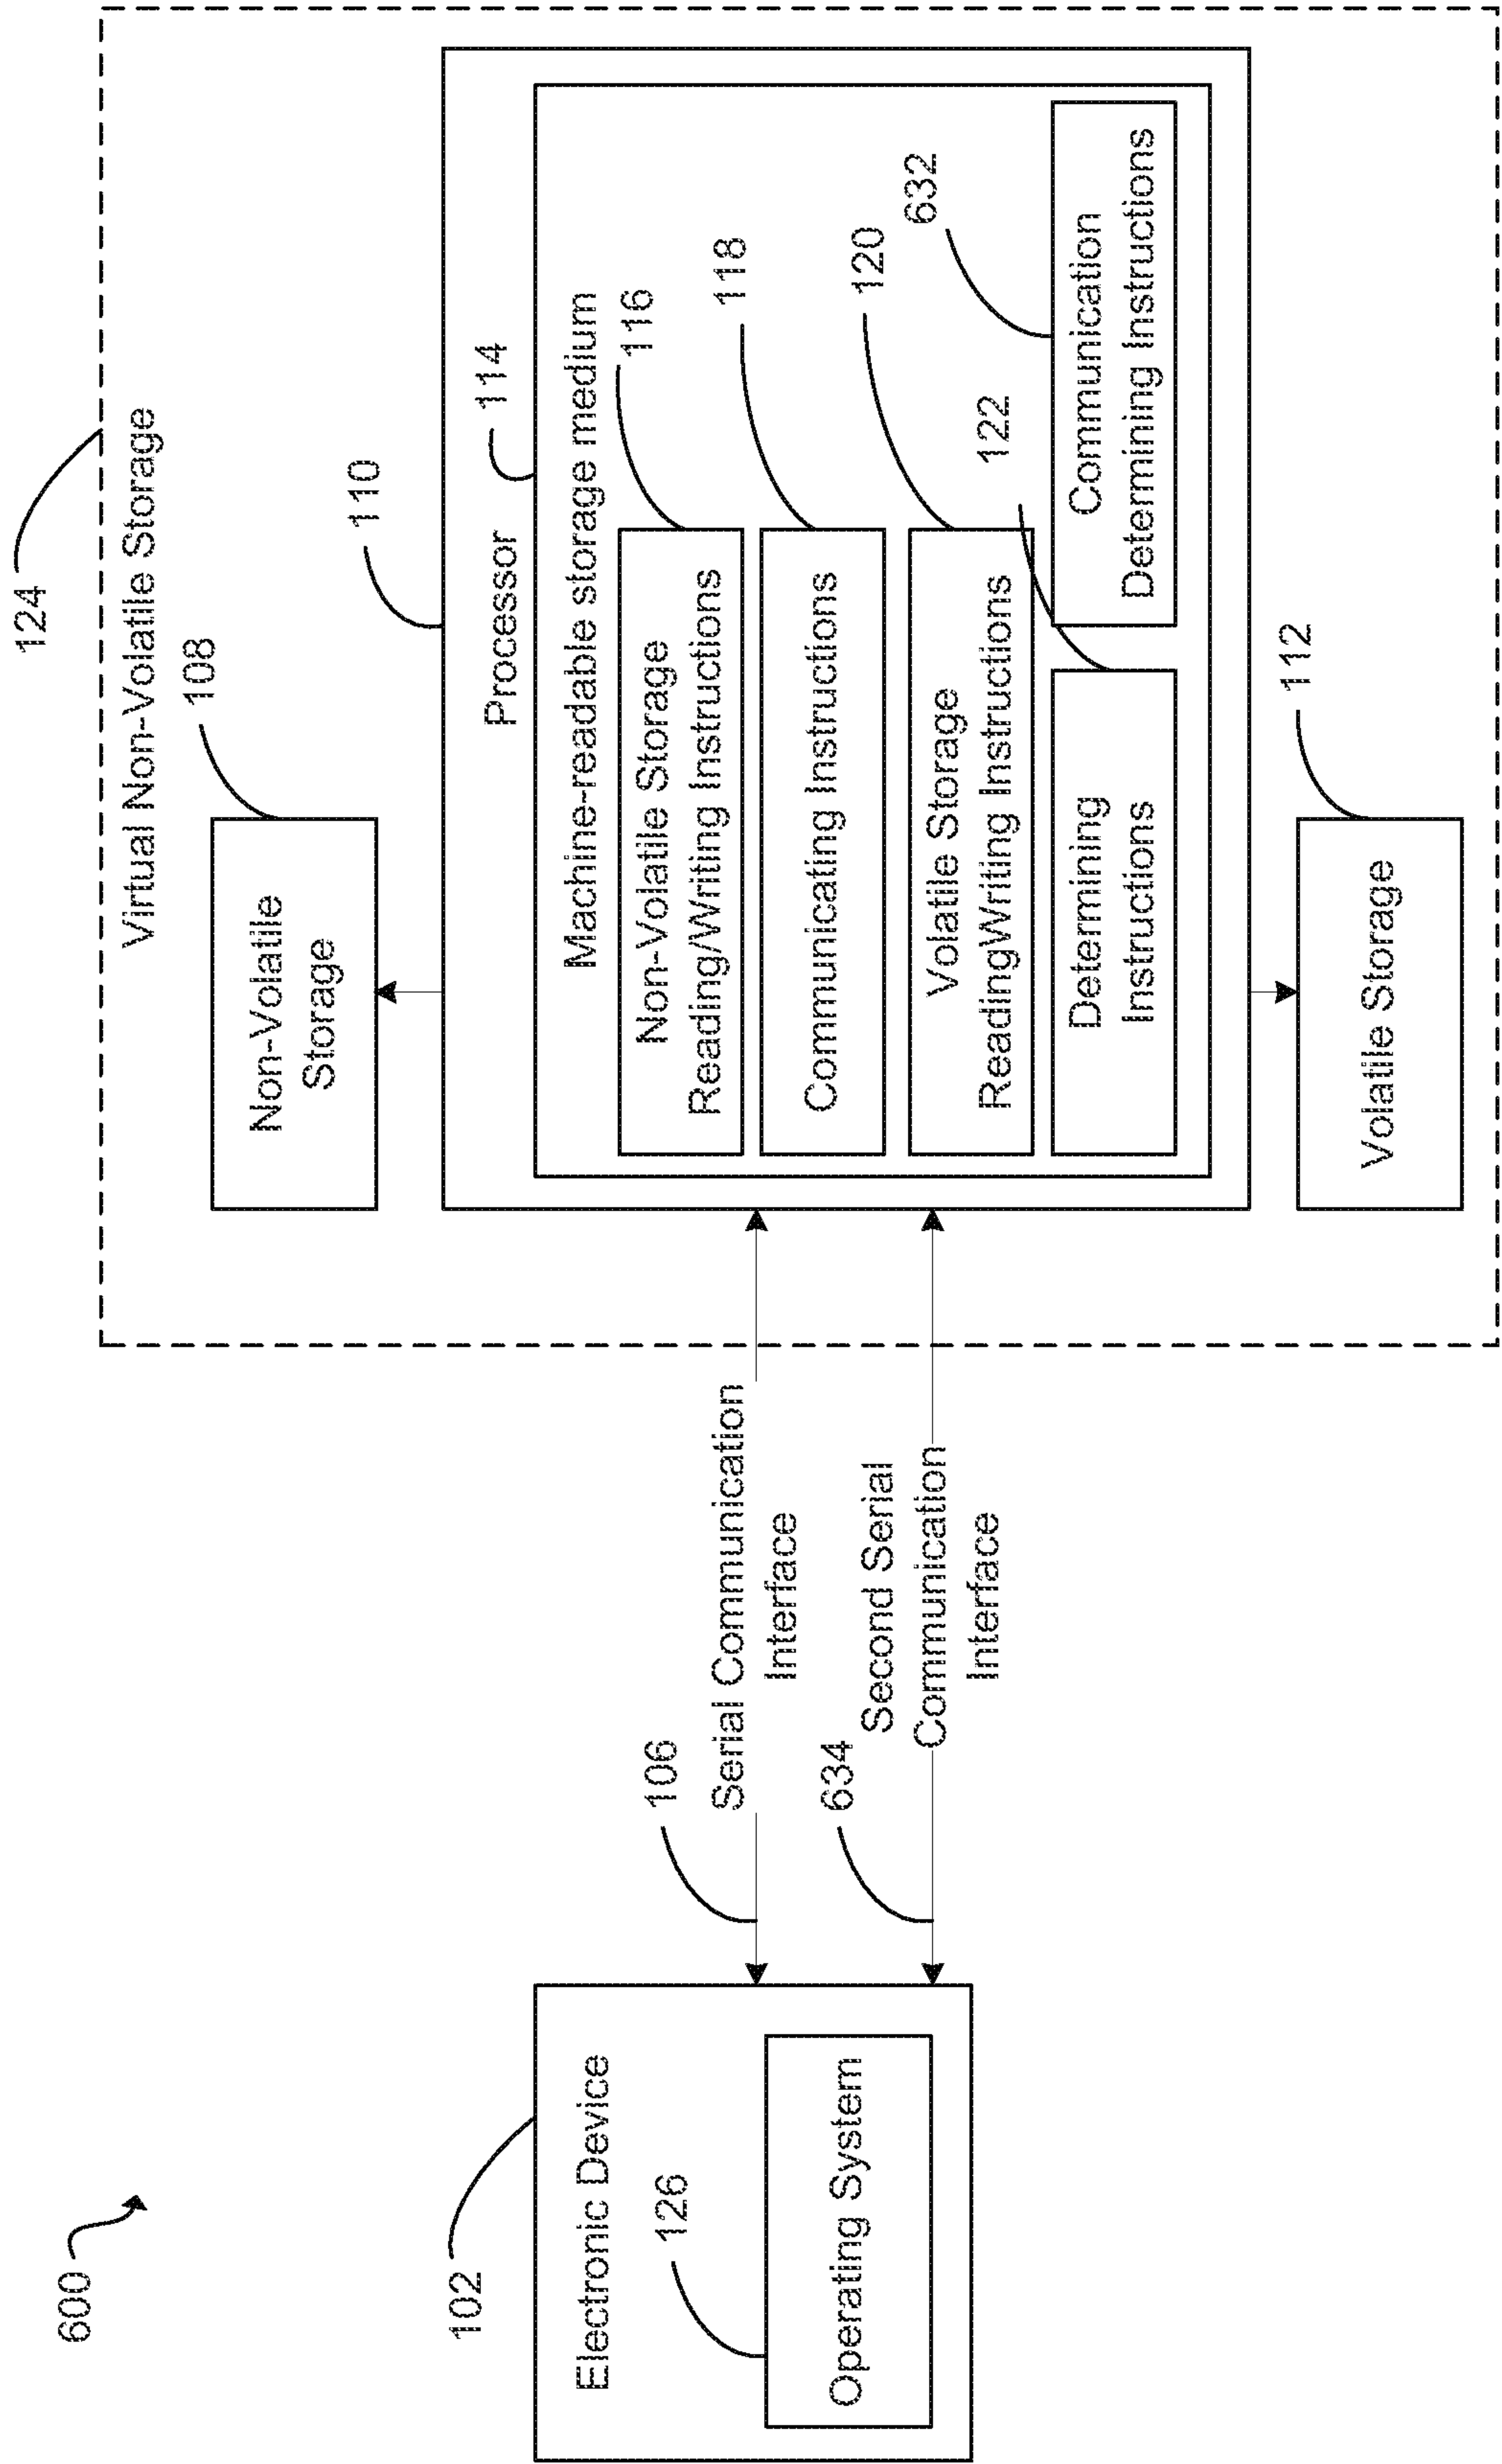 600
124
Virtual Non-Volatile Storage
108
Non-Volatile
Storage
110
Processor
114
Machine-readable storage medium
116
Non-Volatile Storage
Reading/Writing Instructions
118
Communicating Instructions
120
Volatile Storage
ReadingWriting Instructions
122
Determining
Instructions
632
Communication
Determining Instructions
112
Volatile Storage
102
Electronic Device
126
Operating System
106
Serial Communication
Interface
634
Second Serial
Communication
Interface